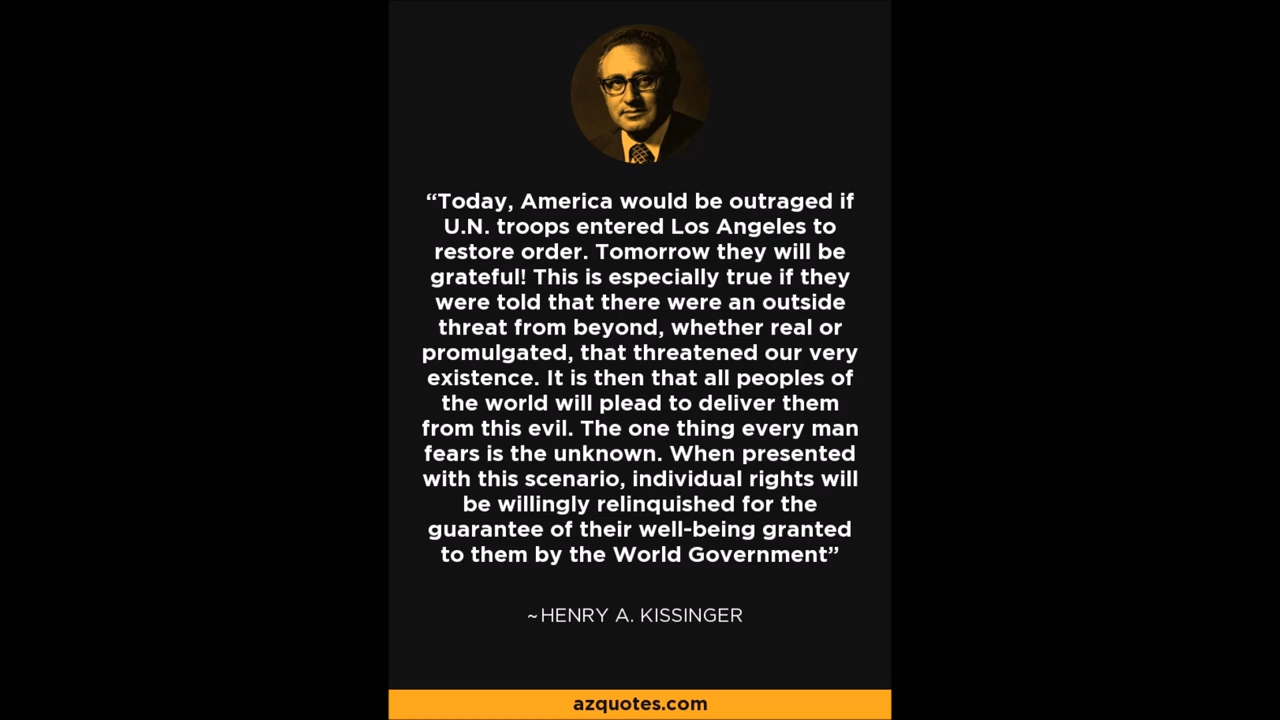 “Today, America would be outraged if
U.N. troops entered Los Angeles to
restore order. Tomorrow they will be
grateful! This is especially true if they
were told that there were an outside
threat from beyond, whether real or
promulgated, that threatened our very
existence. It is then that all peoples of
the world will plead to deliver them
from this evil. The one thing every man
fears is the unknown. When presented
with this scenario, individual rights will
be willingly relinquished for the
guarantee of their well-being granted
to them by the World Government”
~HENRY A. KISSINGER
azquotes.com